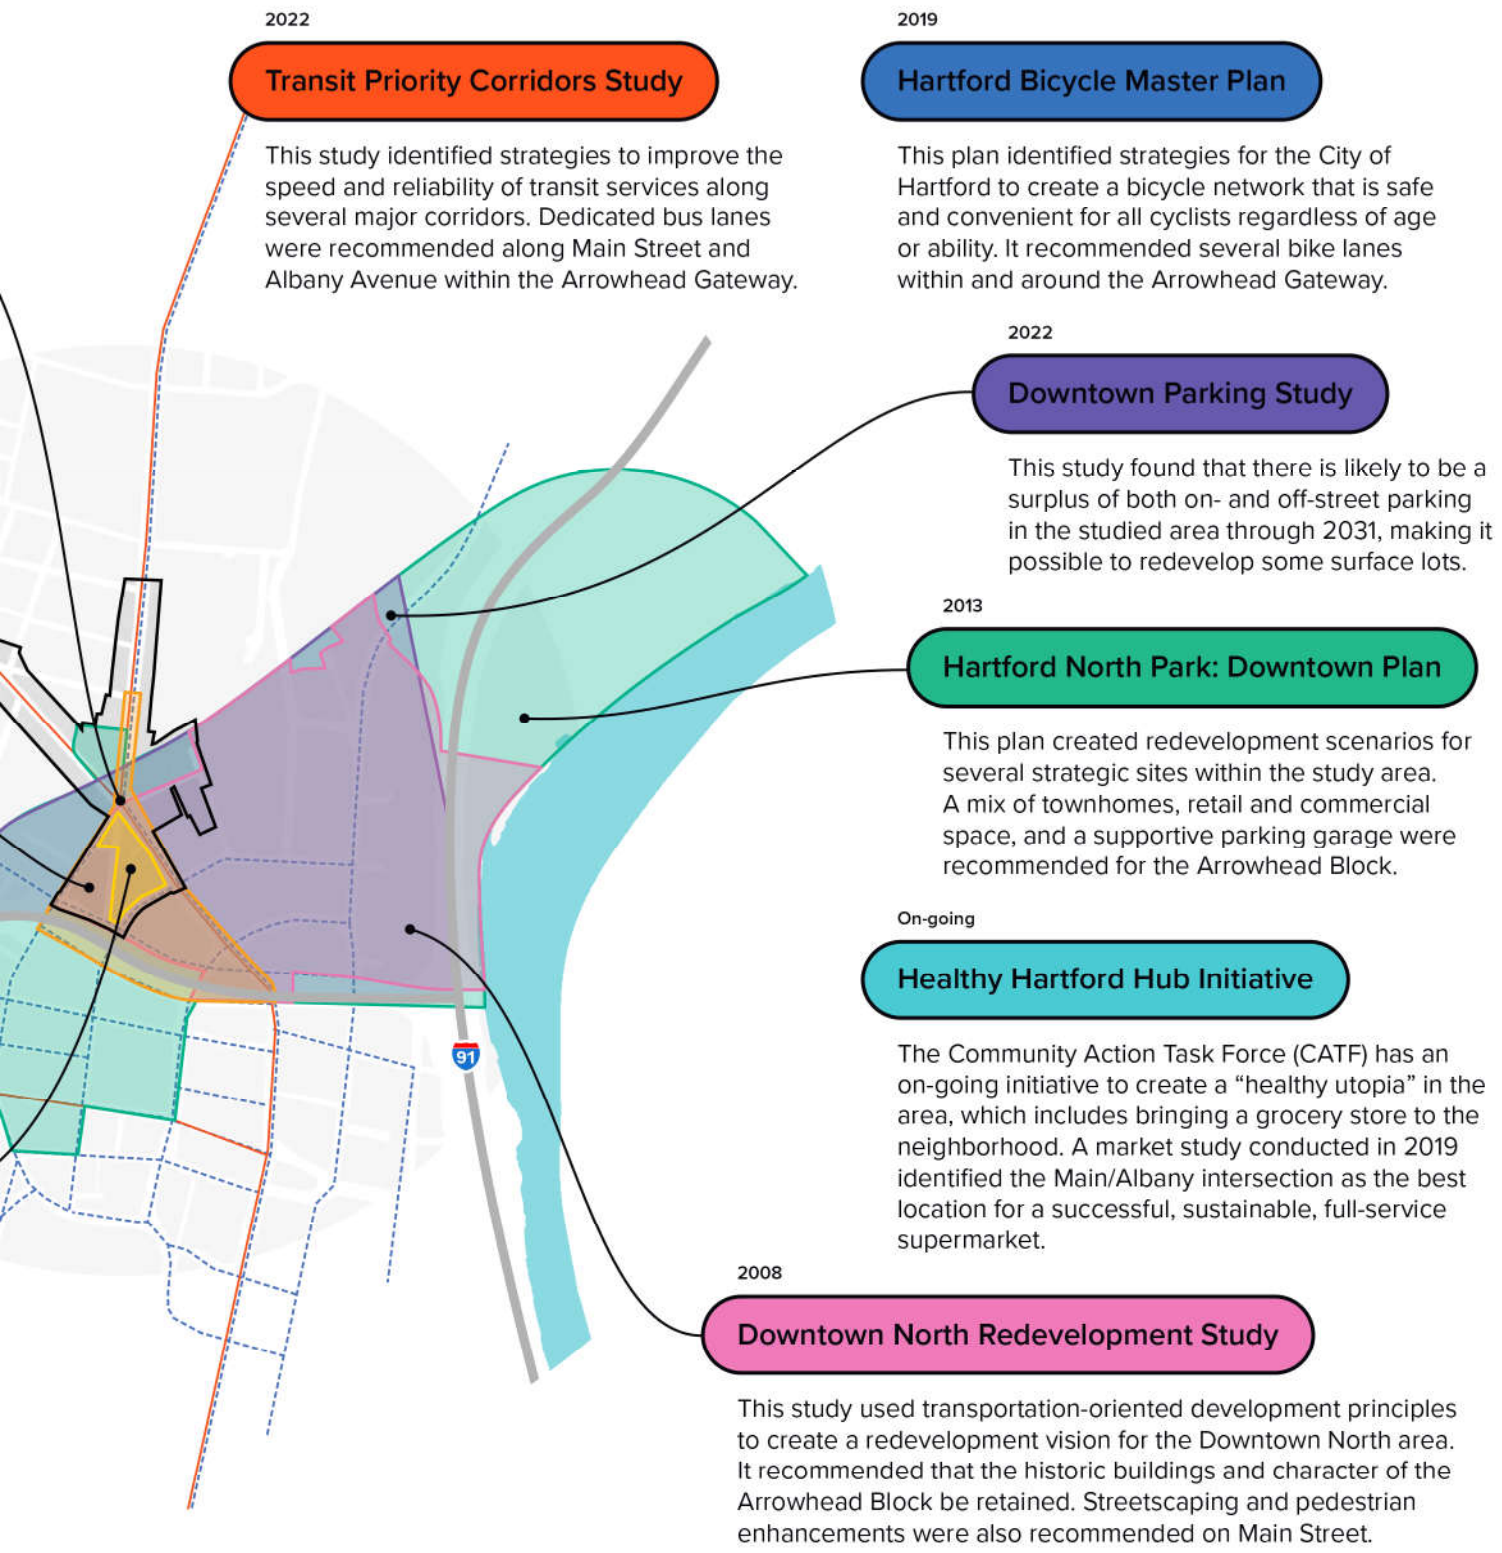 2022
Transit Priority Corridors Study
This study identified strategies to improve the
speed and reliability of transit services along
several major corridors. Dedicated bus lanes
were recommended along Main Street and
Albany Avenue within the Arrowhead Gateway.
2019
Hartford Bicycle Master Plan
This plan identified strategies for the City of
Hartford to create a bicycle network that is safe
and convenient for all cyclists regardless of age
or ability. It recommended several bike lanes
within and around the Arrowhead Gateway.
2022
Downtown Parking Study
This study found that there is likely to be a
surplus of both on- and off-street parking
in the studied area through 2031, making it
possible to redevelop some surface lots.
2013
Hartford North Park: Downtown Plan
This plan created redevelopment scenarios for
several strategic sites within the study area.
A mix of townhomes, retail and commercial
space, and a supportive parking garage were
recommended for the Arrowhead Block.
On-going
Healthy Hartford Hub Initiative
The Community Action Task Force (CATF) has an
on-going initiative to create a “healthy utopia” in the
area, which includes bringing a grocery store to the
neighborhood. A market study conducted in 2019
identified the Main/Albany intersection as the best
location for a successful, sustainable, full-service
supermarket.
91
2008
Downtown North Redevelopment Study
This study used transportation-oriented development principles
to create a redevelopment vision for the Downtown North area.
It recommended that the historic buildings and character of the
Arrowhead Block be retained. Streetscaping and pedestrian
enhancements were also recommended on Main Street.